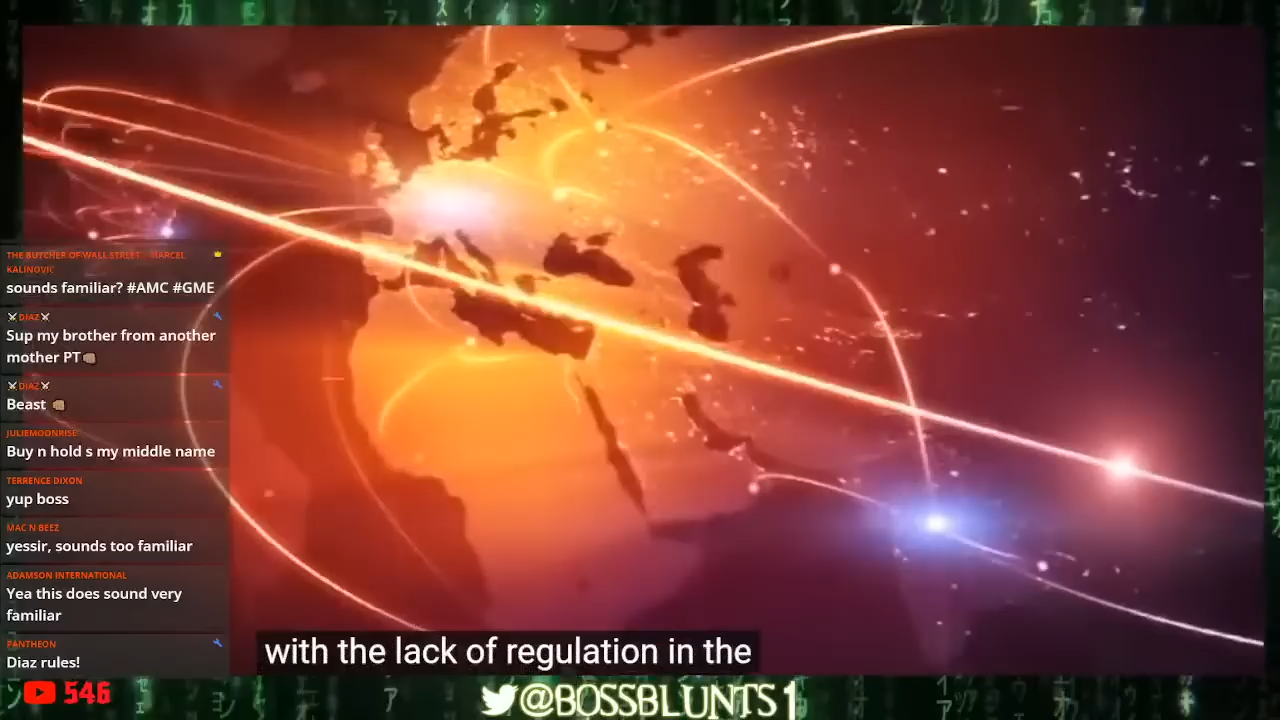 THE BUTCHER OF WALL STREET - MARCEL
KALINOVIC
sounds familiar? #AMC #GME
⚔DIAZ⚔
Sup my brother from another
mother PT👊🏽
⚔DIAZ⚔
Beast 👊🏽
JULIEMOONRISE
Buy n hold s my middle name
TERRENCE DIXON
yup boss
MAC N BEEZ
yessir, sounds too familiar
ADAMSON INTERNATIONAL
Yea this does sound very
familiar
PANTHEON
Diaz rules!
with the lack of regulation in the
546
@BOSSBLUNTS1